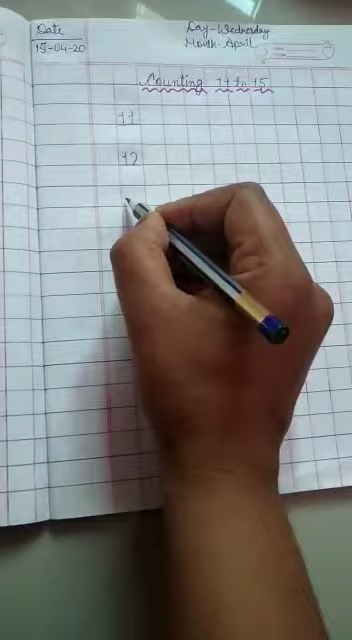 Date
15-04-20
Day-Wednesday
Month-April
Counting 11 to 15
11
12